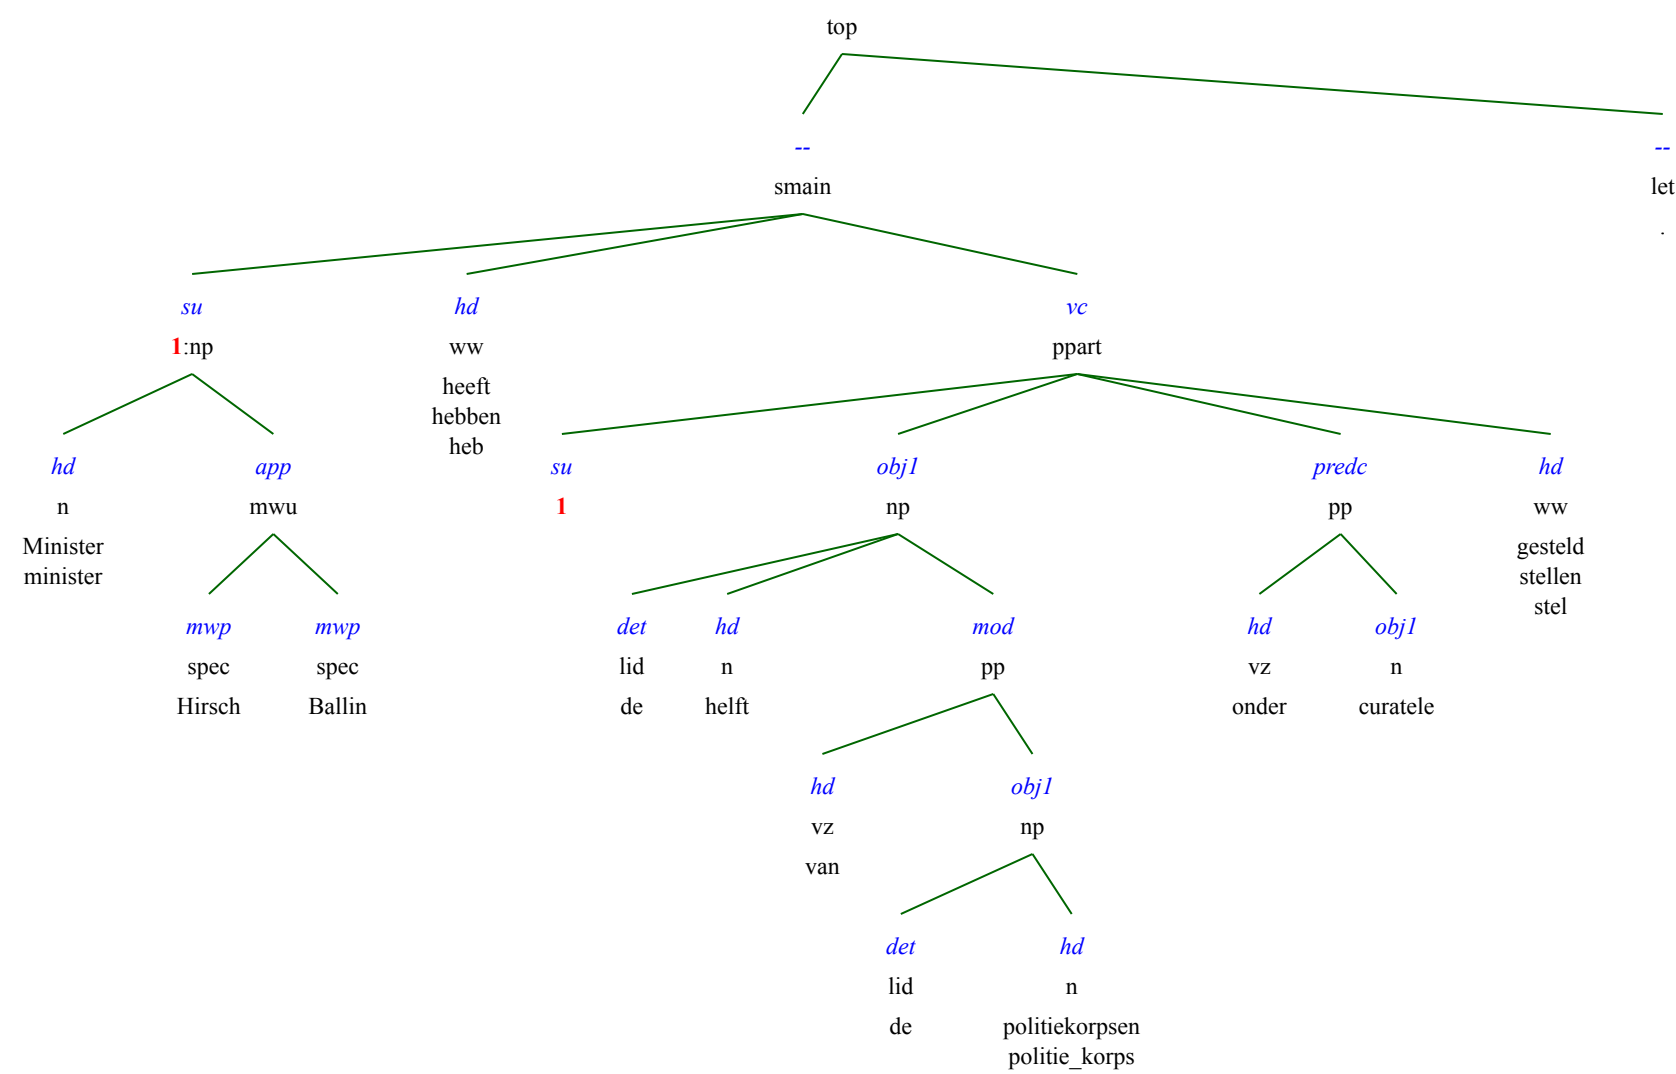 top
-- --
smain let
.
su hd vc
1:np ww ppart
heeft
hebben
heb
hd app su obj1 predc hd
n mwu 1 np pp ww
Minister gesteld
minister stellen
stel
mwp mwp det hd mod hd obj1
spec spec lid n pp vz n
Hirsch Ballin de helft onder curatele
hd obj1
vz np
van
det hd
lid n
de politiekorpsen
politie_korps